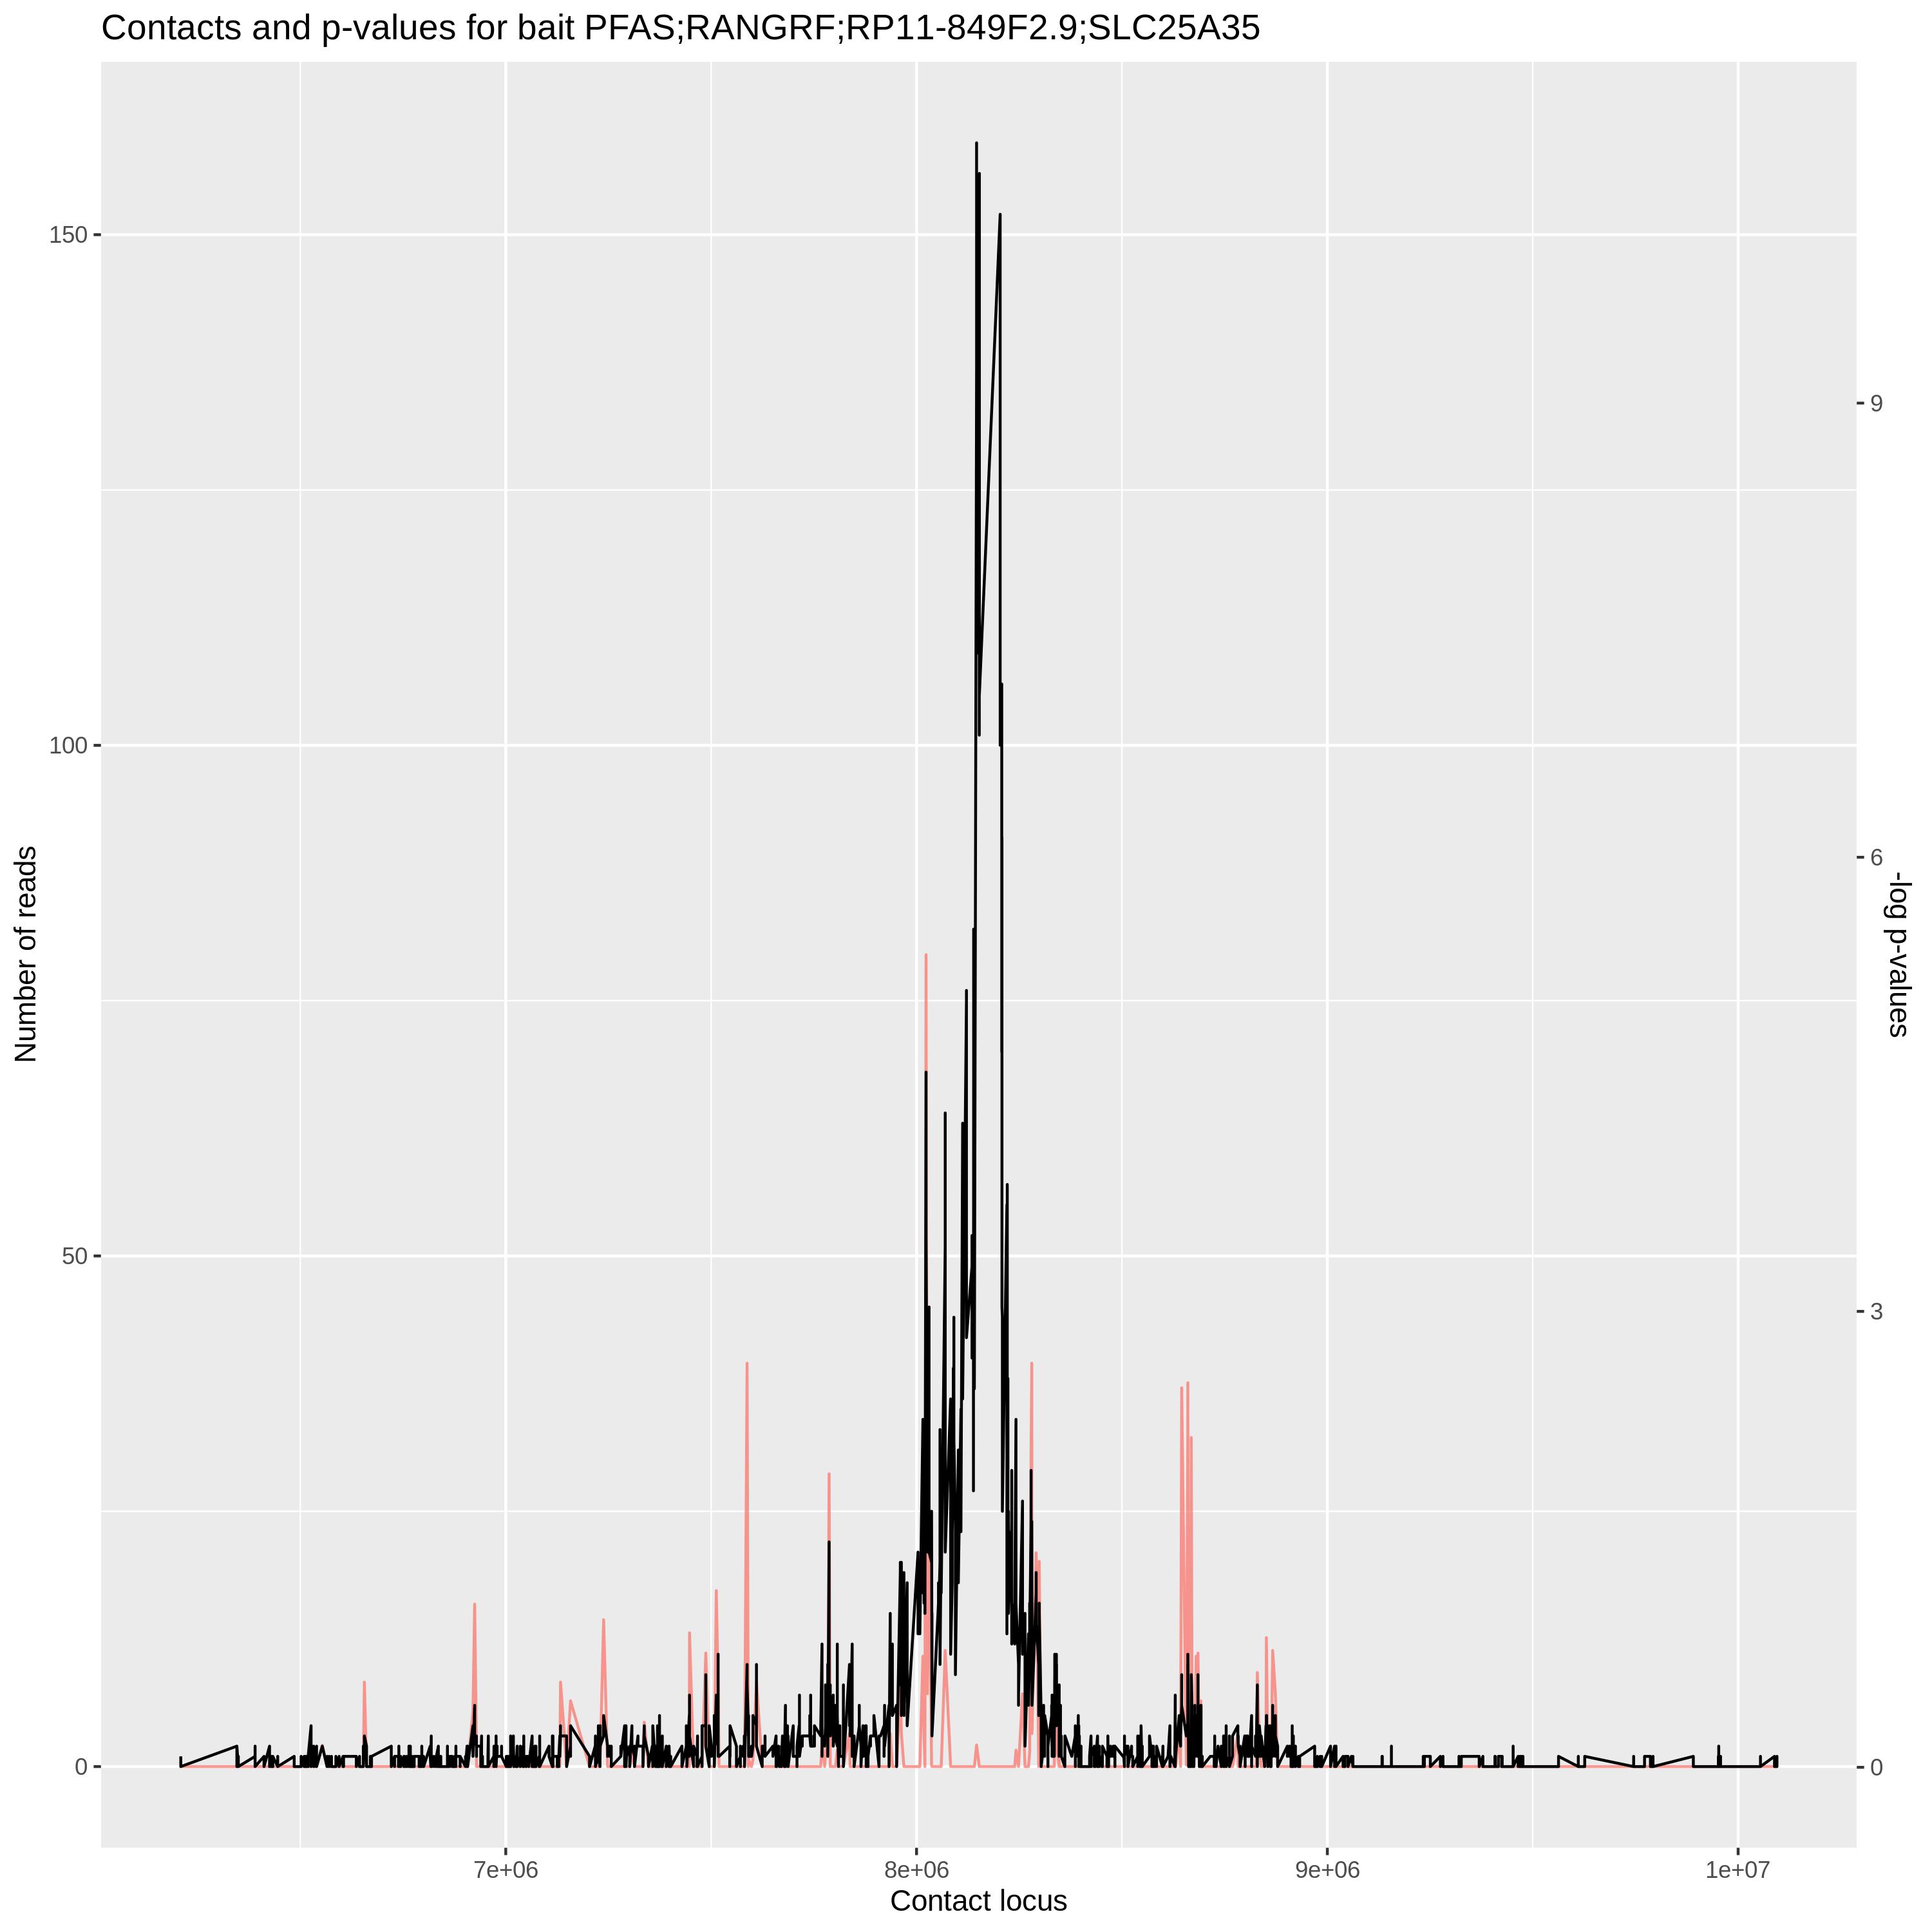 Contacts and p-values for bait PFAS;RANGRF;RP11-849F2.9;SLC25A35
150
100
50
0
Number of reads
9
6
3
0
-log p-values
7e+06
8e+06
9e+06
1e+07
Contact locus